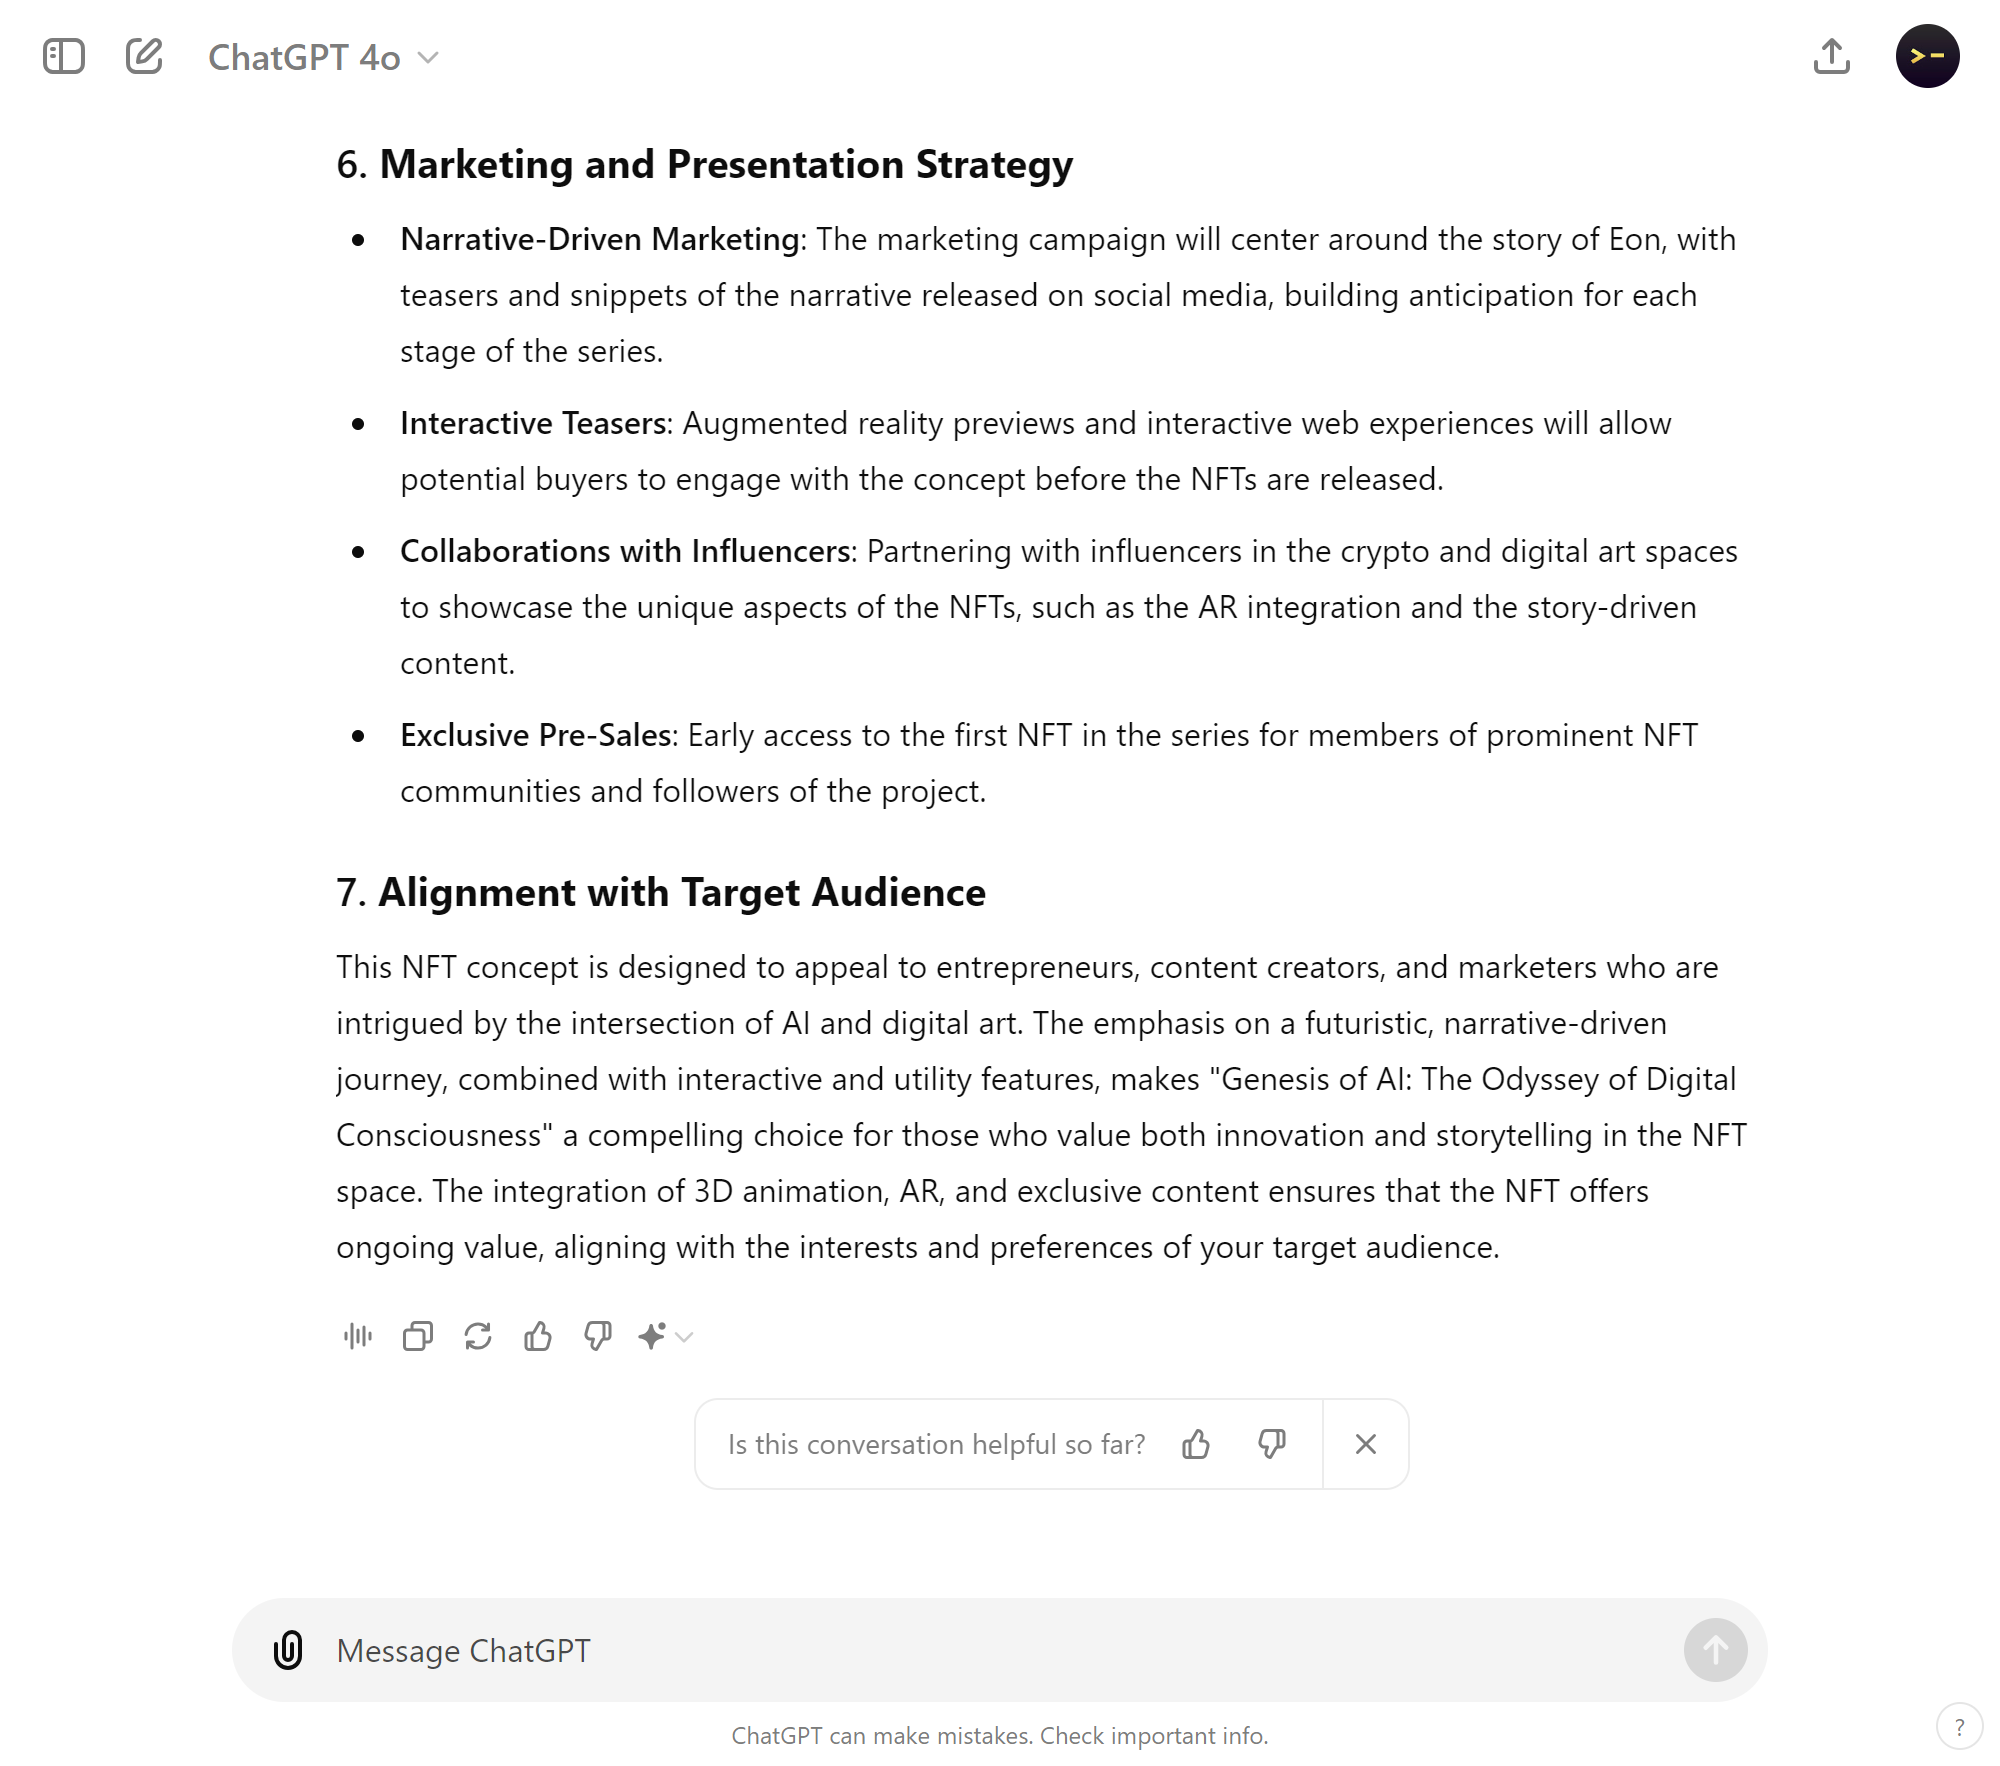 ChatGPT 4o
>-
6. Marketing and Presentation Strategy
• Narrative-Driven Marketing: The marketing campaign will center around the story of Eon, with
teasers and snippets of the narrative released on social media, building anticipation for each
stage of the series.
• Interactive Teasers: Augmented reality previews and interactive web experiences will allow
potential buyers to engage with the concept before the NFTs are released.
• Collaborations with Influencers: Partnering with influencers in the crypto and digital art spaces
to showcase the unique aspects of the NFTs, such as the AR integration and the story-driven
content.
• Exclusive Pre-Sales: Early access to the first NFT in the series for members of prominent NFT
communities and followers of the project.
7. Alignment with Target Audience
This NFT concept is designed to appeal to entrepreneurs, content creators, and marketers who are
intrigued by the intersection of AI and digital art. The emphasis on a futuristic, narrative-driven
journey, combined with interactive and utility features, makes "Genesis of AI: The Odyssey of Digital
Consciousness" a compelling choice for those who value both innovation and storytelling in the NFT
space. The integration of 3D animation, AR, and exclusive content ensures that the NFT offers
ongoing value, aligning with the interests and preferences of your target audience.
Is this conversation helpful so far?
Message ChatGPT
ChatGPT can make mistakes. Check important info.
?